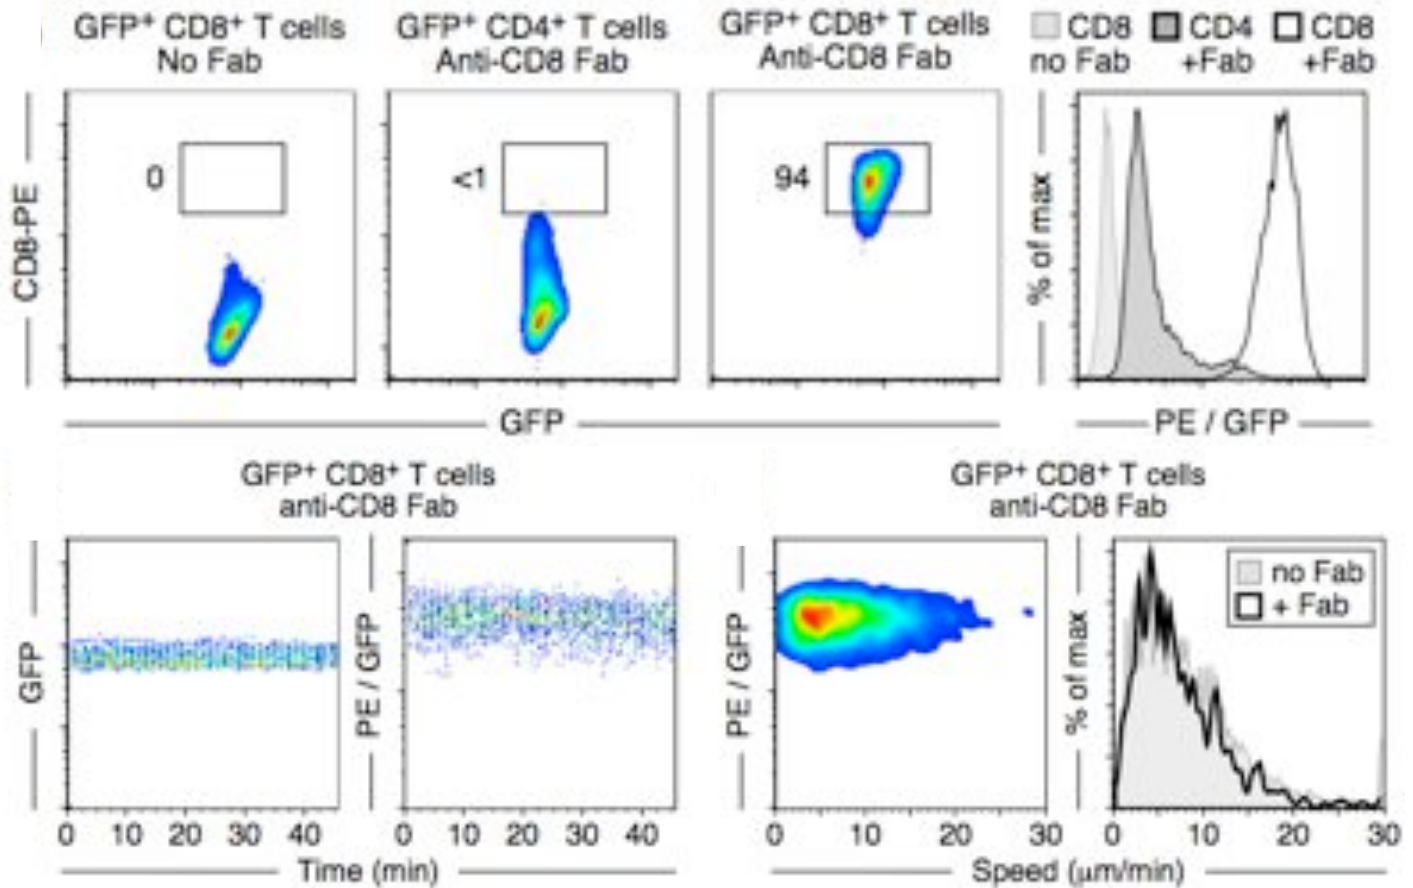 GFP⁺ CD8⁺ T cells
No Fab
GFP⁺ CD4⁺ T cells
Anti-CD8 Fab
GFP⁺ CD8⁺ T cells
Anti-CD8 Fab
CD8 CD4 CD8
no Fab +Fab +Fab
CD8-PE
0
<1
94
% of max
GFP
PE / GFP
GFP⁺ CD8⁺ T cells
anti-CD8 Fab
GFP⁺ CD8⁺ T cells
anti-CD8 Fab
GFP
PE / GFP
PE / GFP
% of max
no Fab
+ Fab
0 10 20 30 40
0 10 20 30 40
0 10 20 30
0 10 20 30
Time (min)
Speed (μm/min)